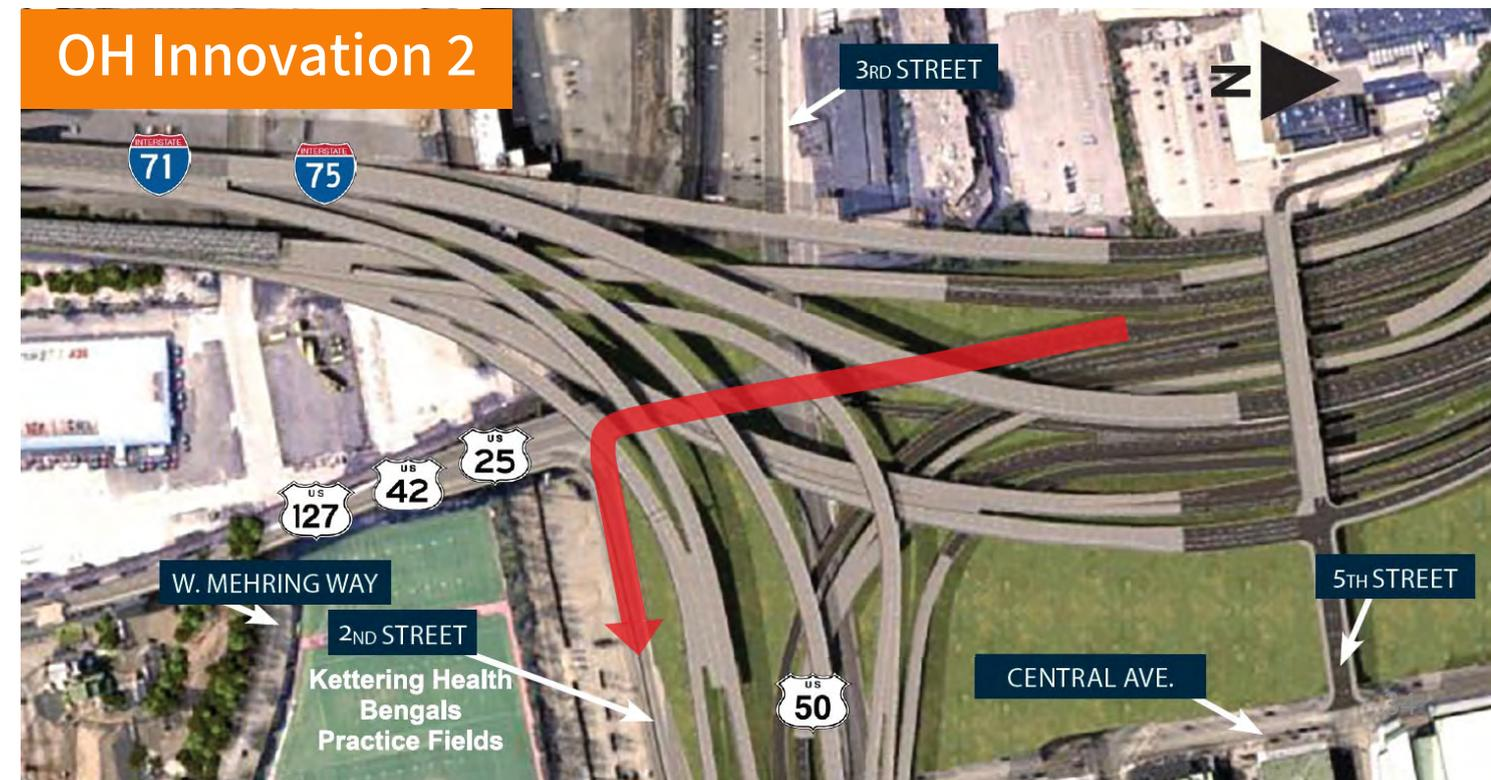 OH Innovation 2
3RD STREET
N
INTERSTATE
71
INTERSTATE
75
US
25
US
42
US
127
W. MEHRING WAY
2ND STREET
5TH STREET
Kettering Health
Bengals
Practice Fields
CENTRAL AVE.
US
50